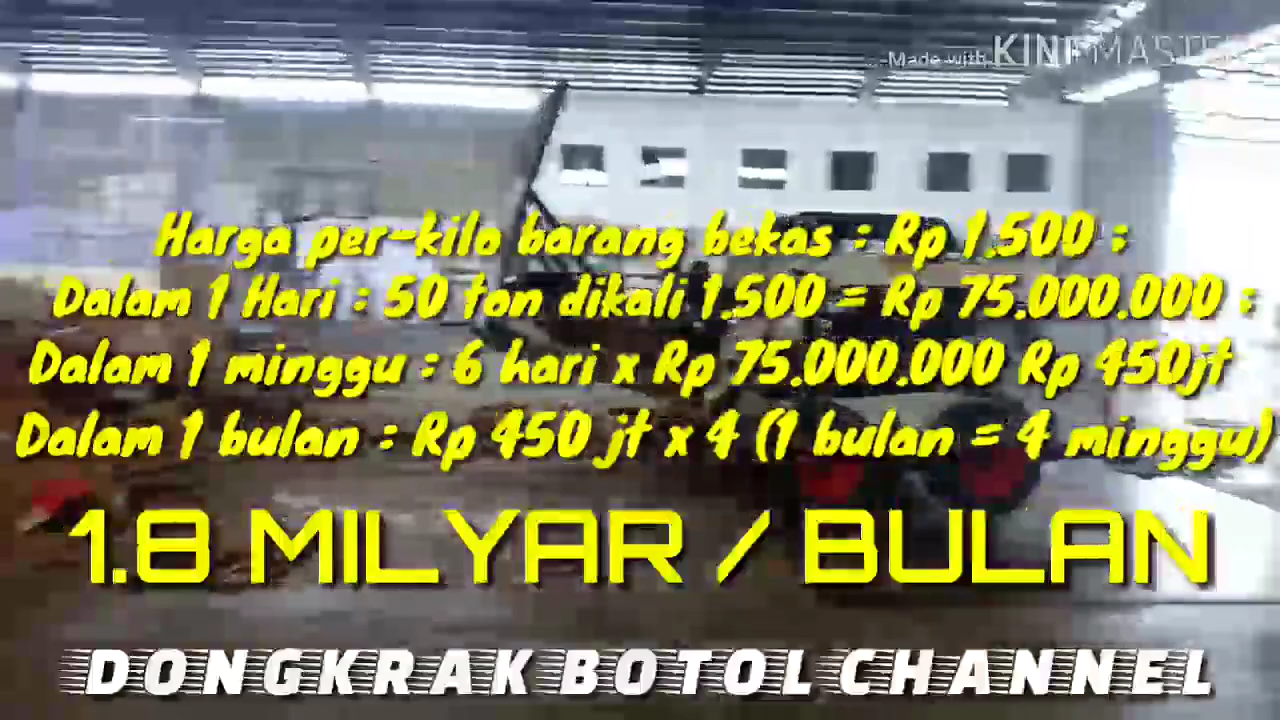 Made with KINEMASTER
Harga per-kilo barang bekas : Rp 1.500 :
Dalam 1 Hari : 50 ton dikali 1.500 = Rp 75.000.000 :
Dalam 1 minggu : 6 hari x Rp 75.000.000 Rp 450jt
Dalam 1 bulan : Rp 450 jt x 4 (1 bulan = 4 minggu)
1.8 MILYAR / BULAN
DONGKRAK BOTOL CHANNEL